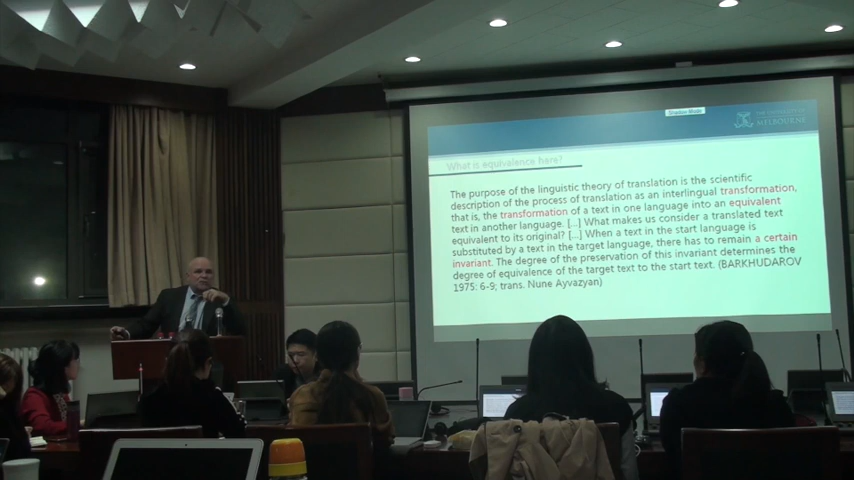 MELBOURNE
What is equivalence here?
The purpose of the linguistic theory of translation is the scientific
description of the process of translation as an interlingual transformation,
that is, the transformation of a text in one language into an equivalent
text in another language. [...] What makes us consider a translated text
equivalent to its original? [...] When a text in the start language is
substituted by a text in the target language, there has to remain a certain
invariant. The degree of the preservation of this invariant determines the
degree of equivalence of the target text to the start text. (BARKHUDAROV
1975: 6-9; trans. Nune Ayvazyan)